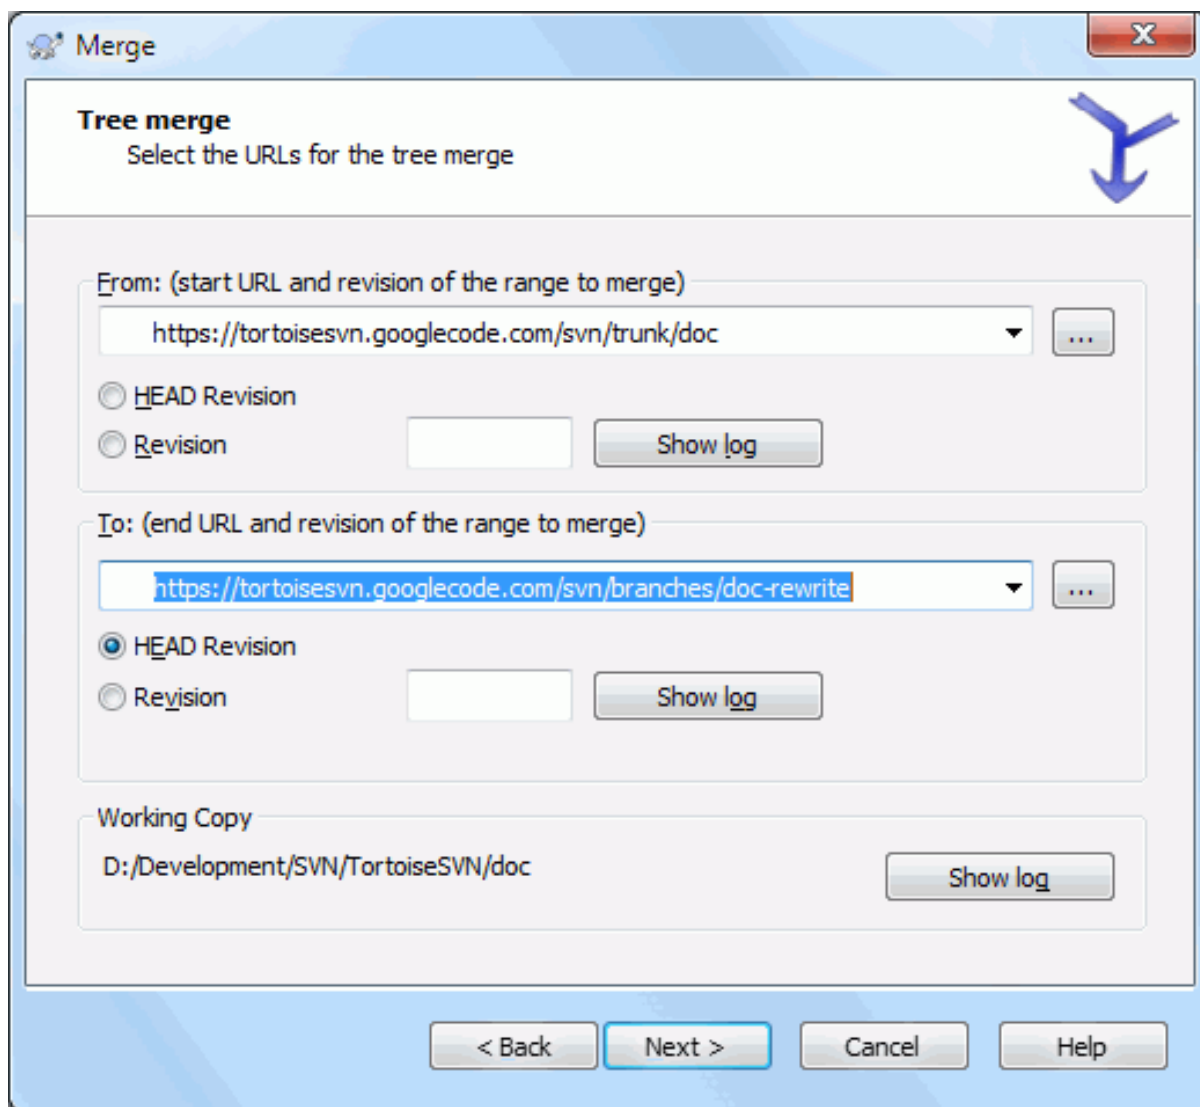 Merge
Tree merge
Select the URLs for the tree merge
From: (start URL and revision of the range to merge)
https://tortoisesvn.googlecode.com/svn/trunk/doc
...
HEAD Revision
Revision
Show log
To: (end URL and revision of the range to merge)
https://tortoisesvn.googlecode.com/svn/branches/doc-rewrite
...
HEAD Revision
Revision
Show log
Working Copy
D:/Development/SVN/TortoiseSVN/doc
Show log
< Back Next > Cancel Help